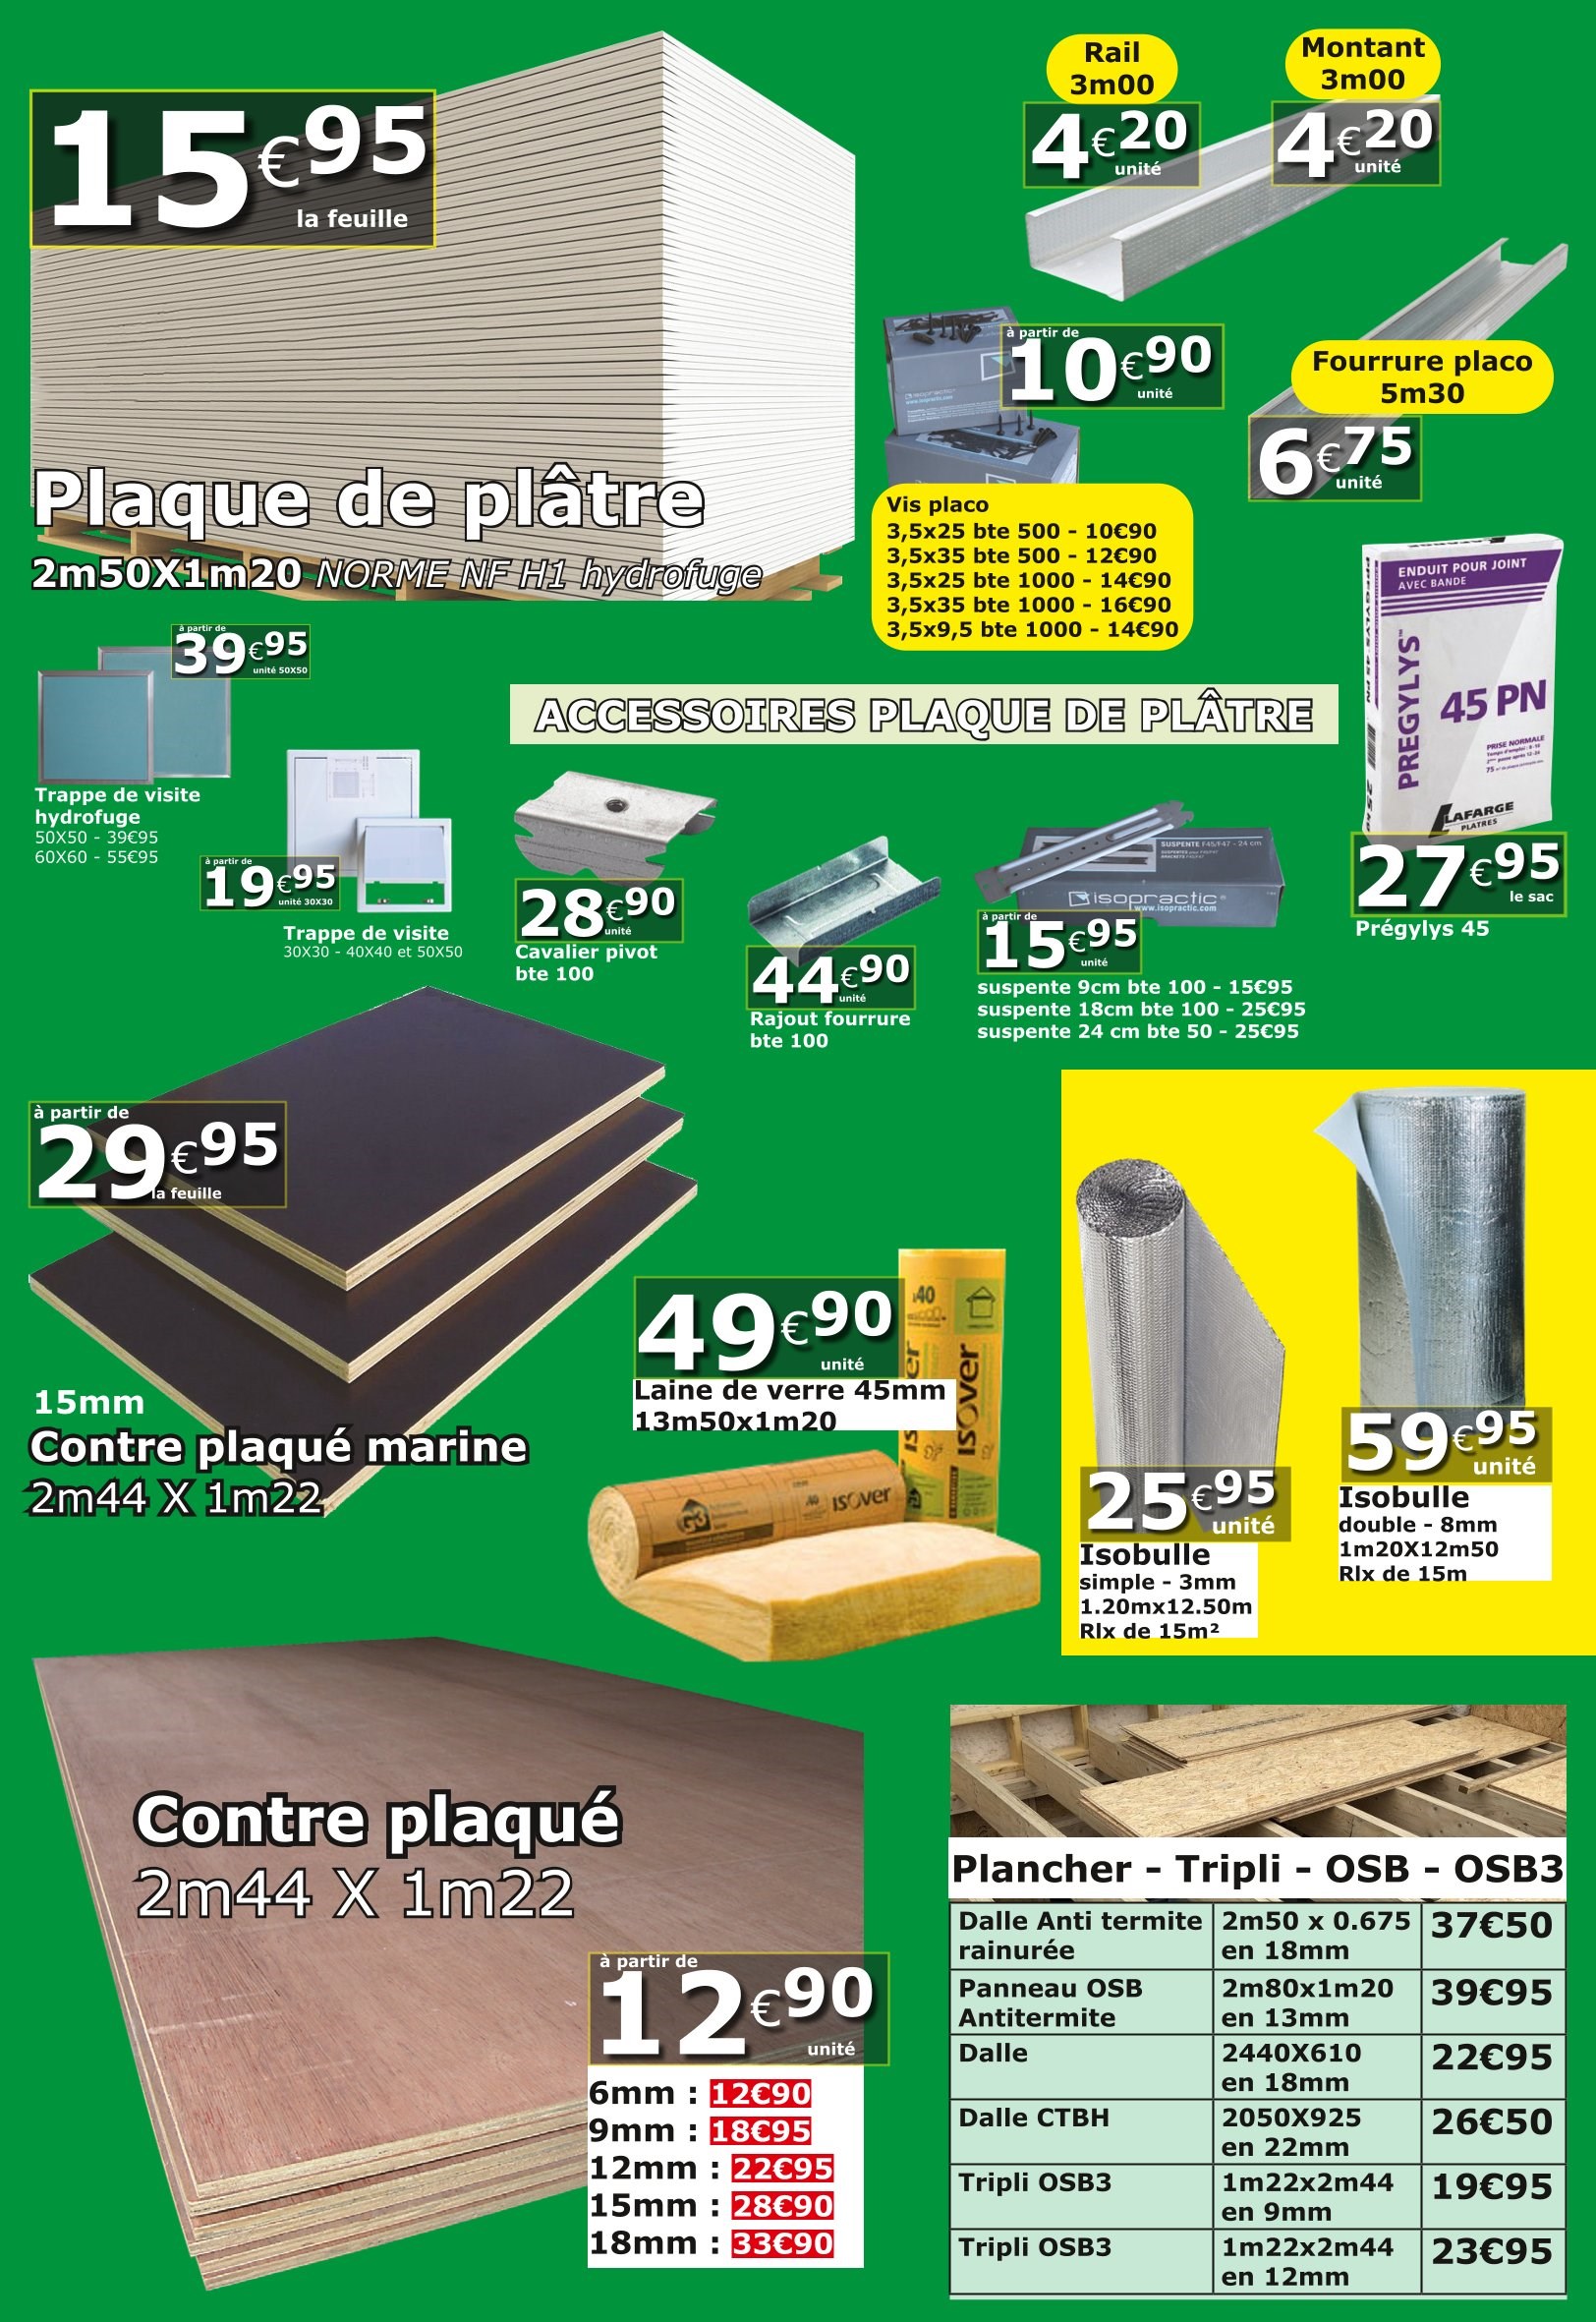 15€95
la feuille
Plaque de plâtre
2m50X1m20 NORME NF H1 hydrofuge
Rail
3m00
4€20
unité
Montant
3m00
4€20
unité
à partir de
10€90
unité
Vis placo
3,5x25 bte 500 - 10€90
3,5x35 bte 500 - 12€90
3,5x25 bte 1000 - 14€90
3,5x35 bte 1000 - 16€90
3,5x9,5 bte 1000 - 14€90
Fourrure placo
5m30
6€75
unité
à partir de
39€95
unité 50X50
Trappe de visite
hydrofuge
50X50 - 39€95
60X60 - 55€95
à partir de
19€95
unité 30X30
Trappe de visite
30X30 - 40X40 et 50X50
ACCESSOIRES PLAQUE DE PLÂTRE
28€90
unité
Cavalier pivot
bte 100
44€90
unité
Rajout fourrure
bte 100
SUSPENTE F45/F47 - 24 cm
isopractic
www.isopractic.com
à partir de
15€95
unité
suspente 9cm bte 100 - 15€95
suspente 18cm bte 100 - 25€95
suspente 24 cm bte 50 - 25€95
ENDUIT POUR JOINT
AVEC BANDE
PREGYLYS™
45 PN
PRISE NORMALE
LAFARGE
PLATRES
27€95
le sac
Prégylys 45
à partir de
29€95
la feuille
15mm
Contre plaqué marine
2m44 X 1m22
49€90
unité
Laine de verre 45mm
13m50x1m20
isover
isover
G3
25€95
unité
Isobulle
simple - 3mm
1.20mx12.50m
Rlx de 15m²
59€95
unité
Isobulle
double - 8mm
1m20X12m50
Rlx de 15m
Contre plaqué
2m44 X 1m22
à partir de
12€90
unité
6mm : 12€90
9mm : 18€95
12mm : 22€95
15mm : 28€90
18mm : 33€90
Plancher - Tripli - OSB - OSB3
Dalle Anti termite 2m50 x 0.675 37€50
rainurée en 18mm
Panneau OSB 2m80x1m20 39€95
Antitermite en 13mm
Dalle 2440X610 22€95
en 18mm
Dalle CTBH 2050X925 26€50
en 22mm
Tripli OSB3 1m22x2m44 19€95
en 9mm
Tripli OSB3 1m22x2m44 23€95
en 12mm